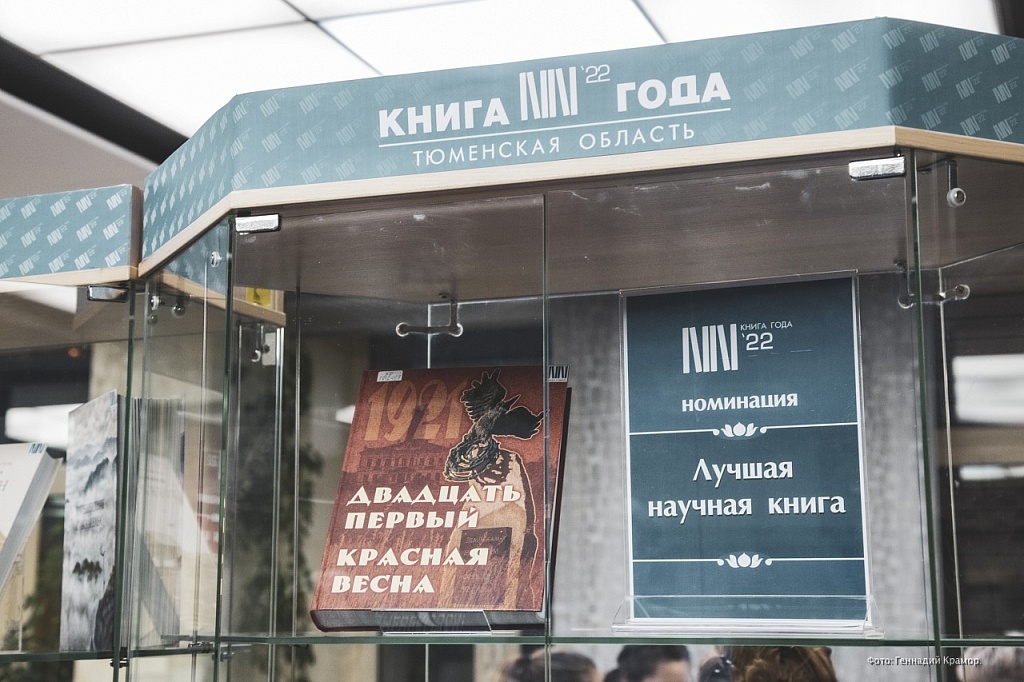 КНИГА '22 ГОДА
ТЮМЕНСКАЯ ОБЛАСТЬ
1921
ДВАДЦАТЬ
ПЕРВЫЙ
КРАСНАЯ
ВЕСНА
КНИГА ГОДА
'22
номинация
Лучшая
научная книга
Фото: Геннадий Крамор.